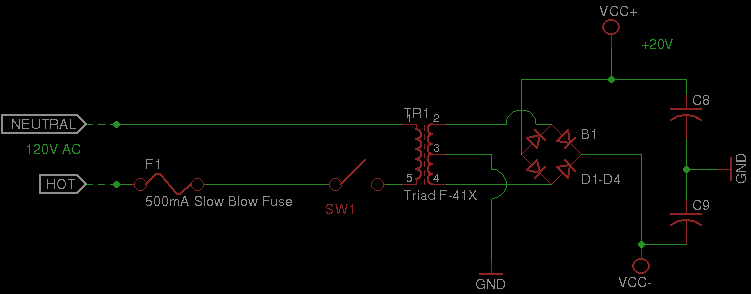 VCC+
+20V
C8
NEUTRAL
TR1
1
2
B1
120V AC
3
HOT
F1
5
4
D1-D4
GND
500mA Slow Blow Fuse
SW1
Triad F-41X
C9
GND
VCC-